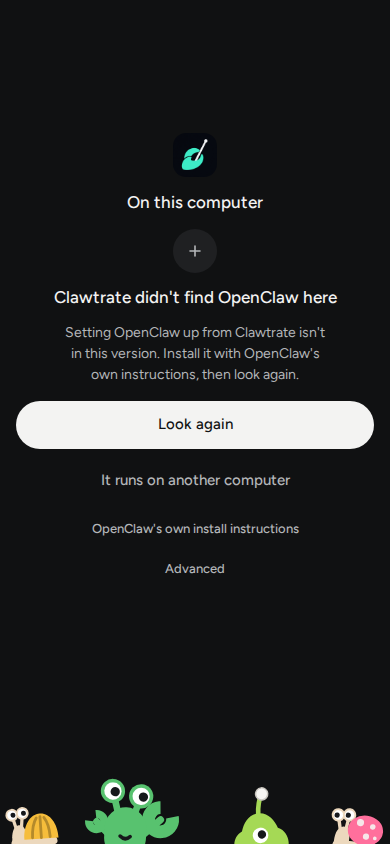 On this computer
Clawtrate didn't find OpenClaw here
Setting OpenClaw up from Clawtrate isn't
in this version. Install it with OpenClaw's
own instructions, then look again.
Look again
It runs on another computer
OpenClaw's own install instructions
Advanced